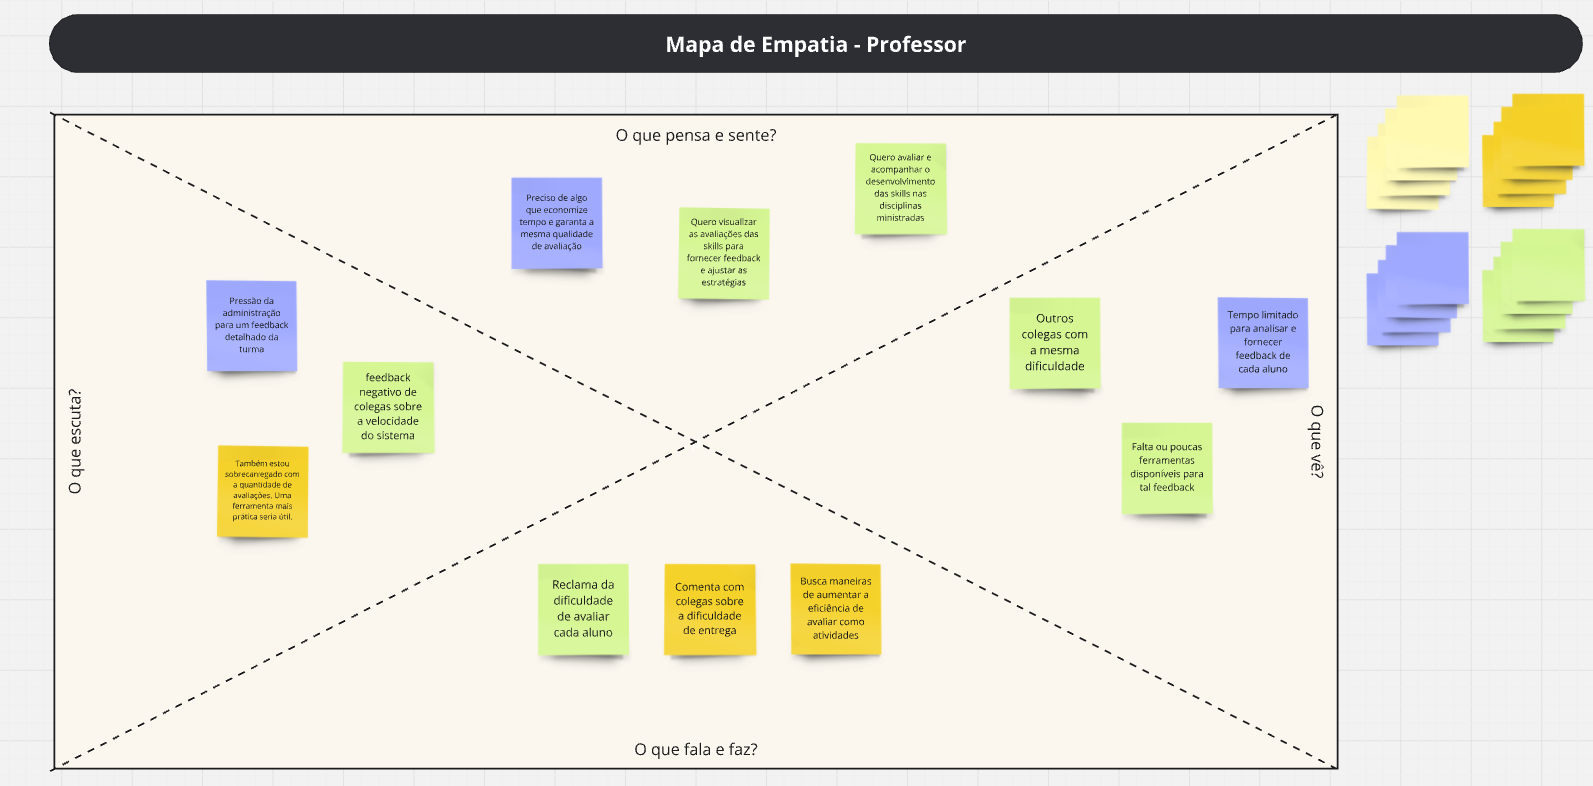 Mapa de Empatia - Professor
O que pensa e sente?
Quero avaliar e
acompanhar o
desenvolvimento
das skills nas
disciplinas
ministradas
Preciso de algo
que economize
tempo e garanta a
mesma qualidade
de avaliação
Quero visualizar
as avaliações das
skills para
fornecer feedback
e ajustar as
estratégias
O que escuta?
Pressão da
administração
para um feedback
detalhado da
turma
feedback
negativo de
colegas sobre
a velocidade
do sistema
Também estou
sobrecarregado com
a quantidade de
avaliações. Uma
ferramenta mais
prática seria útil.
O que vê?
Outros
colegas com
a mesma
dificuldade
Tempo limitado
para analisar e
fornecer
feedback de
cada aluno
Falta ou poucas
ferramentas
disponíveis para
tal feedback
Reclama da
dificuldade
de avaliar
cada aluno
Comenta com
colegas sobre
a dificuldade
de entrega
Busca maneiras
de aumentar a
eficiência de
avaliar como
atividades
O que fala e faz?